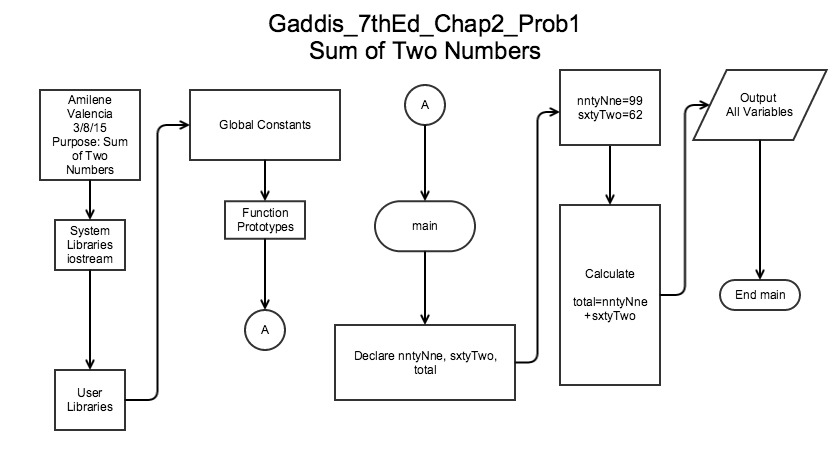 Gaddis_7thEd_Chap2_Prob1
Sum of Two Numbers
Amilene
Valencia
3/8/15
Purpose: Sum
of Two
Numbers
System
Libraries
iostream
User
Libraries
Global Constants
Function
Prototypes
A
A
main
Declare nntyNne, sxtyTwo,
total
nntyNne=99
sxtyTwo=62
Calculate
total=nntyNne
+sxtyTwo
Output
All Variables
End main